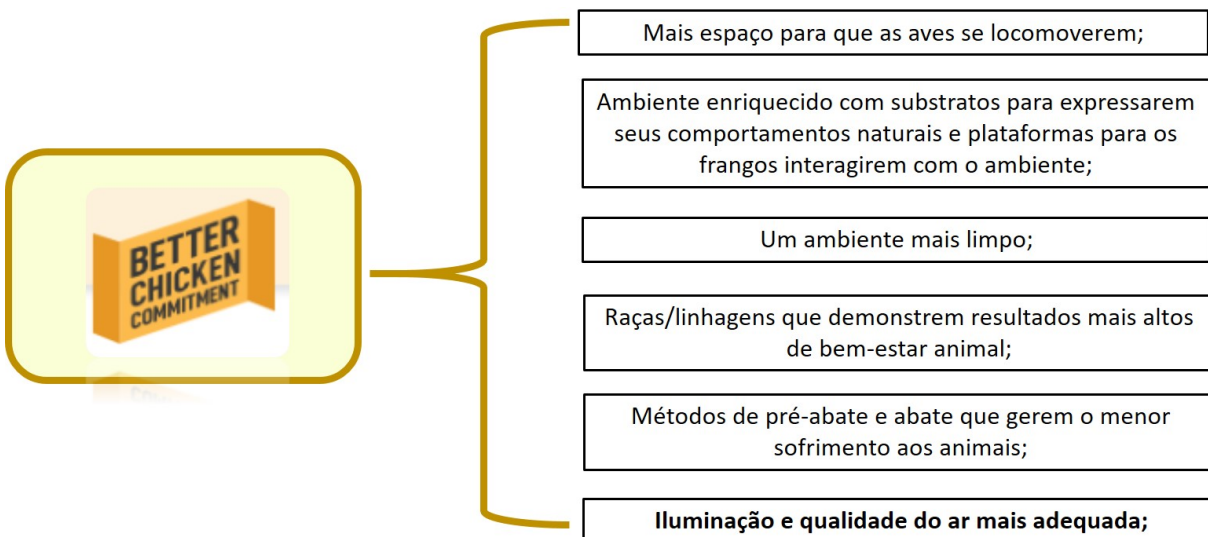 BETTER
CHICKEN
COMMITMENT
Mais espaço para que as aves se locomoverem;
Ambiente enriquecido com substratos para expressarem
seus comportamentos naturais e plataformas para os
frangos interagirem com o ambiente;
Um ambiente mais limpo;
Raças/linhagens que demonstrem resultados mais altos
de bem-estar animal;
Métodos de pré-abate e abate que gerem o menor
sofrimento aos animais;
Iluminação e qualidade do ar mais adequada;